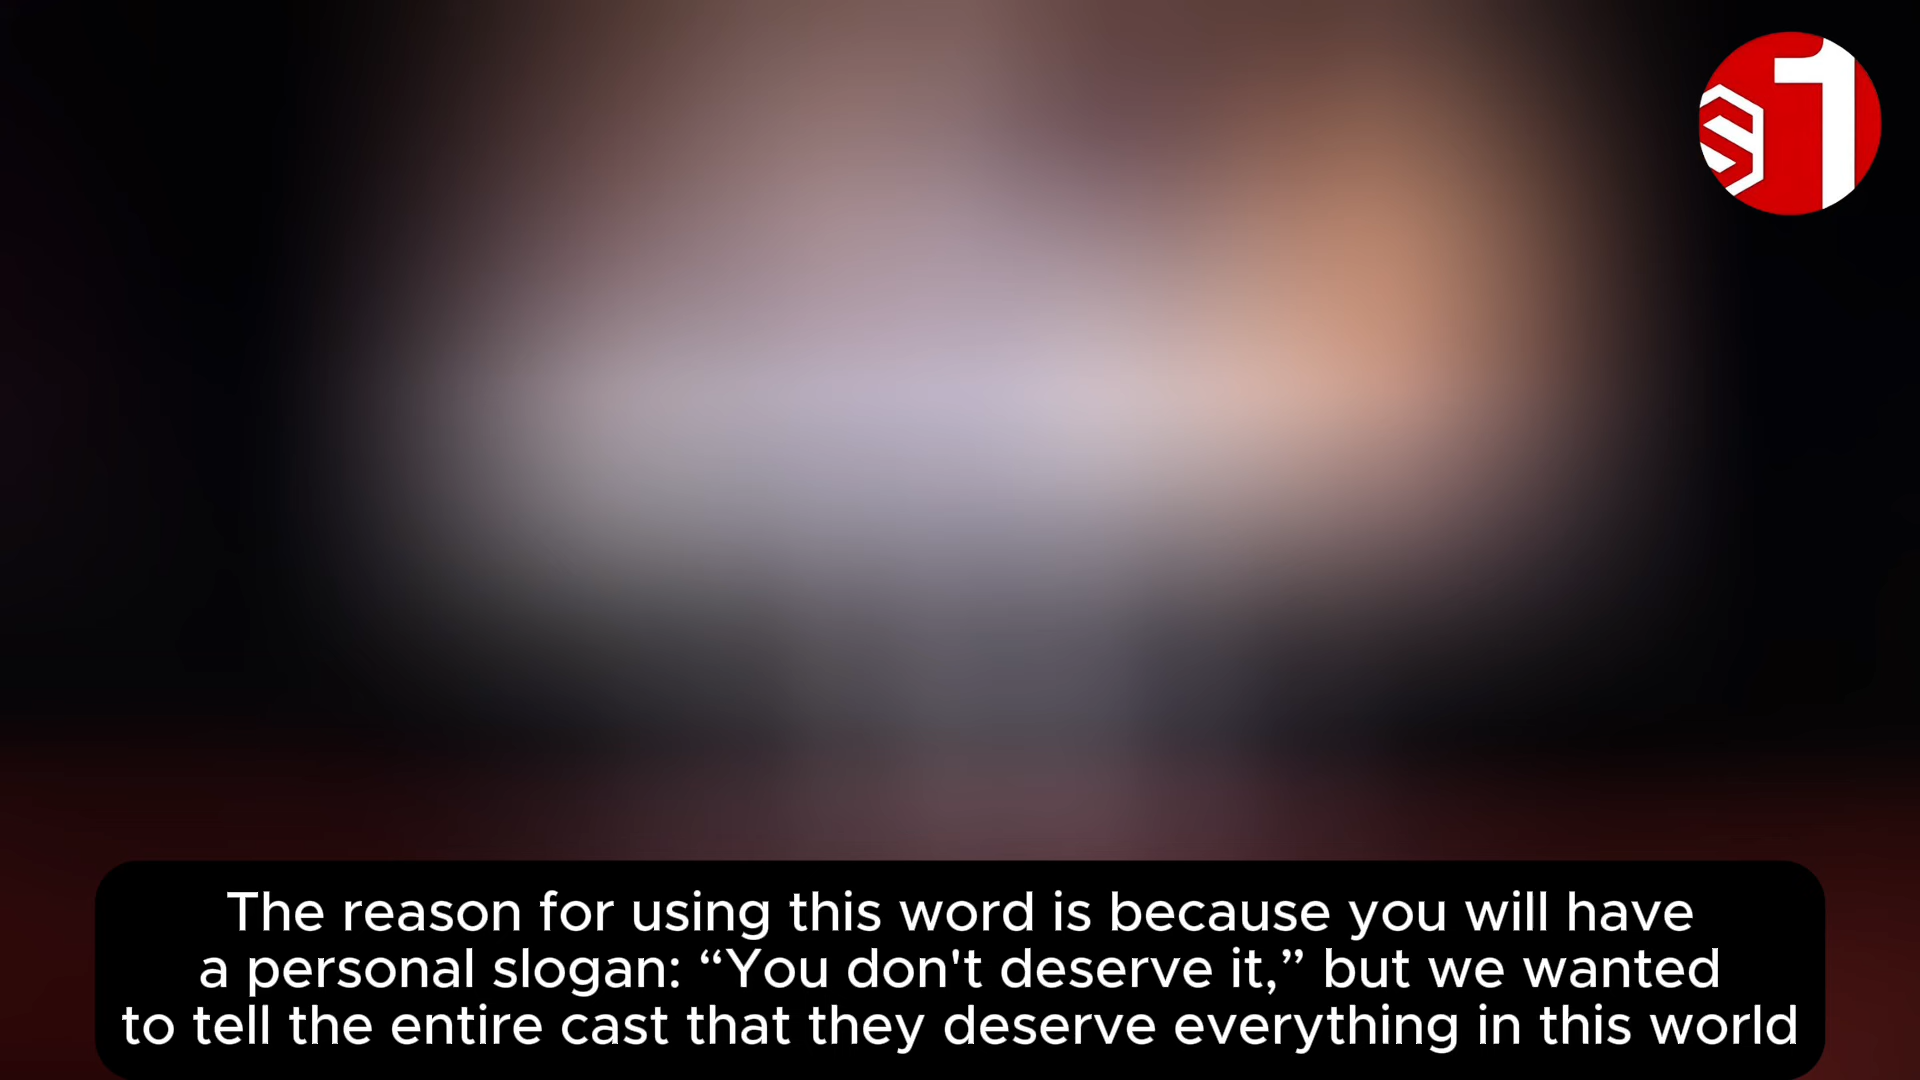 1
The reason for using this word is because you will have
a personal slogan: “You don't deserve it,” but we wanted
to tell the entire cast that they deserve everything in this world